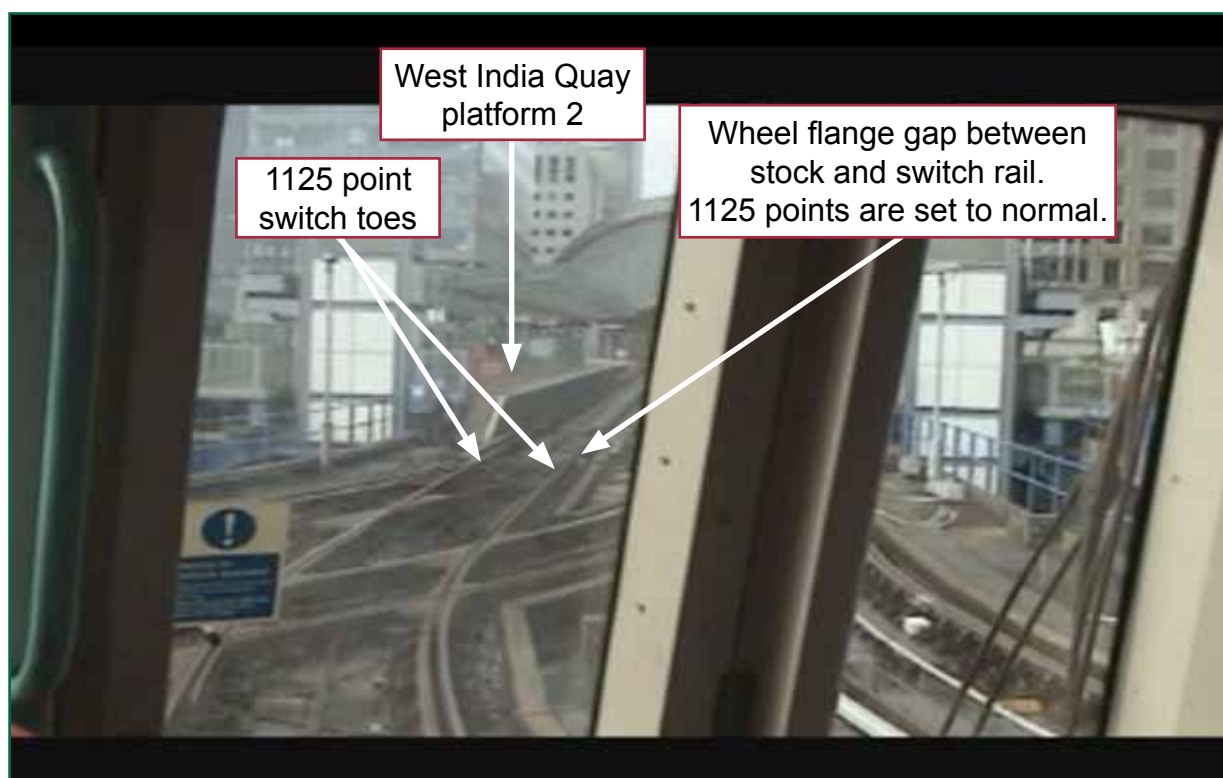 West India Quay
platform 2
1125 point
switch toes
Wheel flange gap between
stock and switch rail.
1125 points are set to normal.